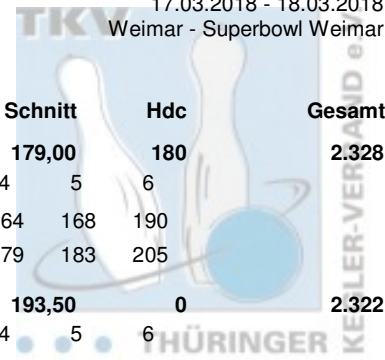 TKV
17.03.2018 - 18.03.2018
Weimar - Superbowl Weimar
Schnitt Hdc Gesamt
179,00 180 2.328
4 5 6
64 168 190
79 183 205
193,50 0 2.322
4 5 6
THÜRINGER
KEGLER-VERBAND e.V.